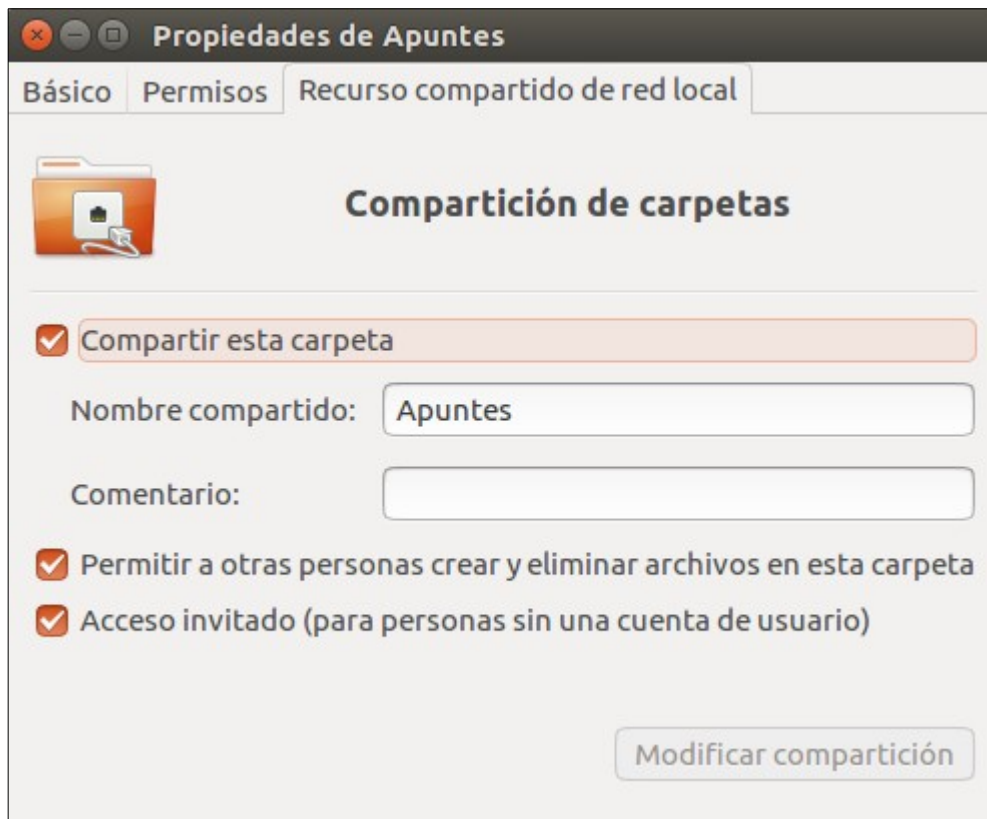 Propiedades de Apuntes
Básico Permisos Recurso compartido de red local
Compartición de carpetas
Compartir esta carpeta
Nombre compartido: Apuntes
Comentario:
Permitir a otras personas crear y eliminar archivos en esta carpeta
Acceso invitado (para personas sin una cuenta de usuario)
Modificar compartición